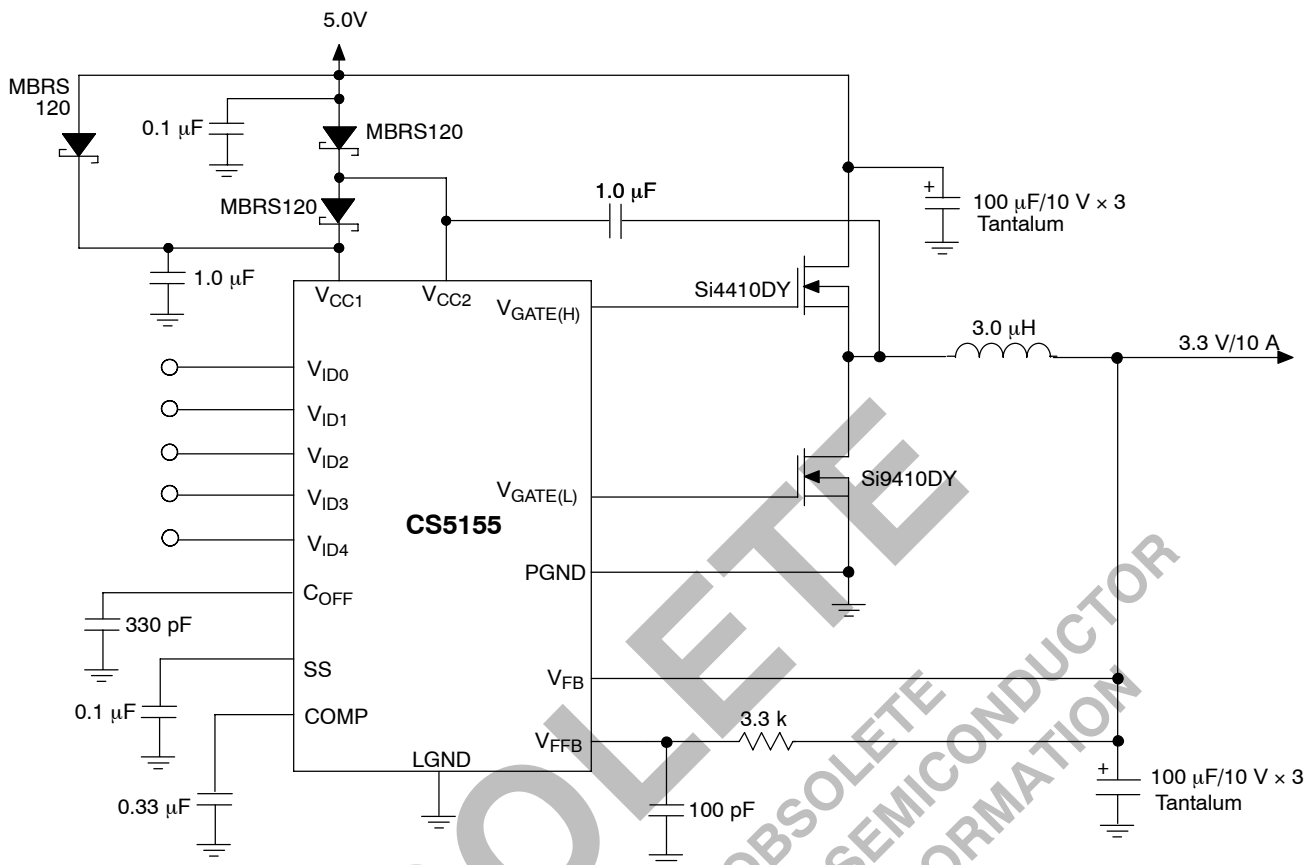 5.0V
MBRS
120
0.1 μF
MBRS120
MBRS120
1.0 μF
1.0 μF
+
100 μF/10 V × 3
Tantalum
VCC1
VCC2
VGATE(H)
Si4410DY
3.0 μH
3.3 V/10 A
VID0
VID1
VID2
VID3
VID4
CS5155
VGATE(L)
Si9410DY
PGND
COFF
330 pF
SS
0.1 μF
COMP
0.33 μF
LGND
VFB
VFFB
3.3 k
100 pF
+
100 μF/10 V × 3
Tantalum
OLETE
OBSOLETE
SEMICONDUCTOR
ORMATION